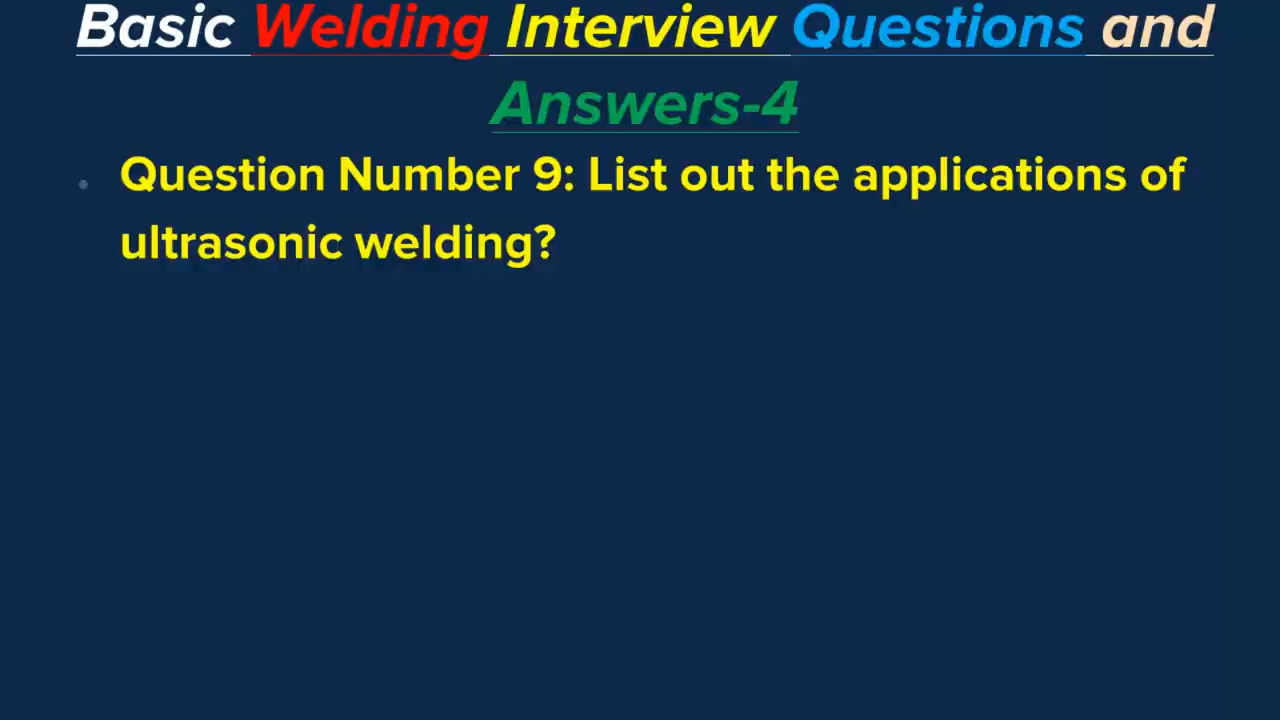 Basic Welding Interview Questions and
Answers-4
Question Number 9: List out the applications of
ultrasonic welding?